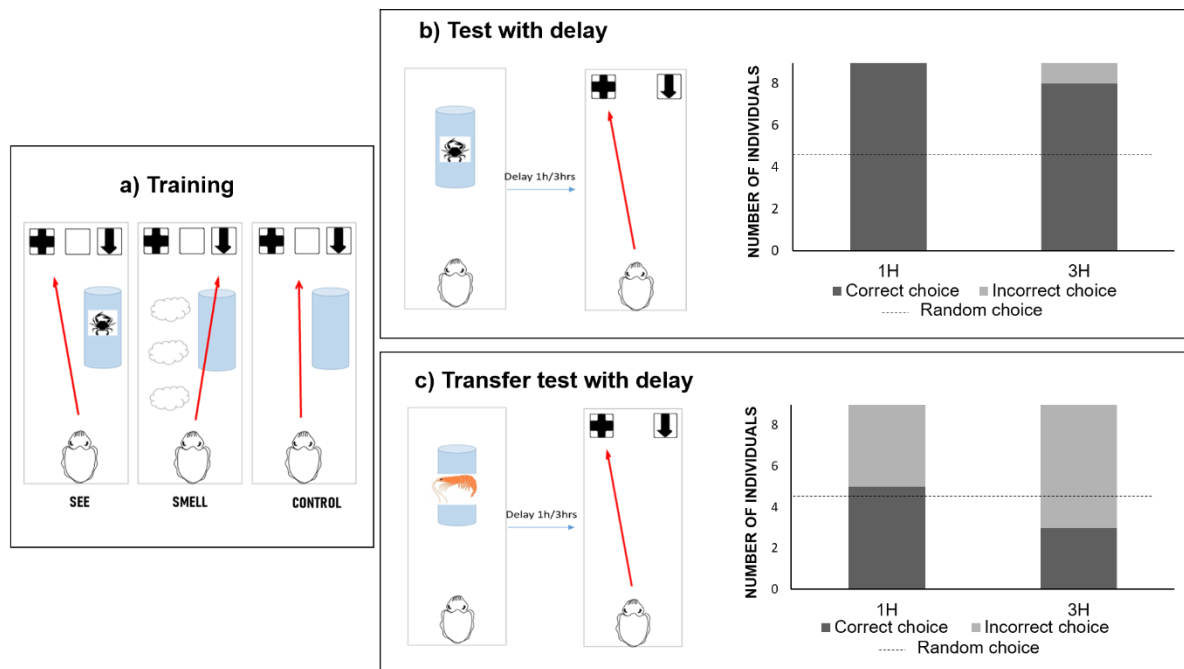 a) Training
SEE
SMELL
CONTROL
b) Test with delay
Delay 1h/3hrs
NUMBER OF INDIVIDUALS
8
6
4
2
0
1H
3H
Correct choice
Incorrect choice
Random choice
c) Transfer test with delay
Delay 1h/3hrs
NUMBER OF INDIVIDUALS
8
6
4
2
0
1H
3H
Correct choice
Incorrect choice
Random choice